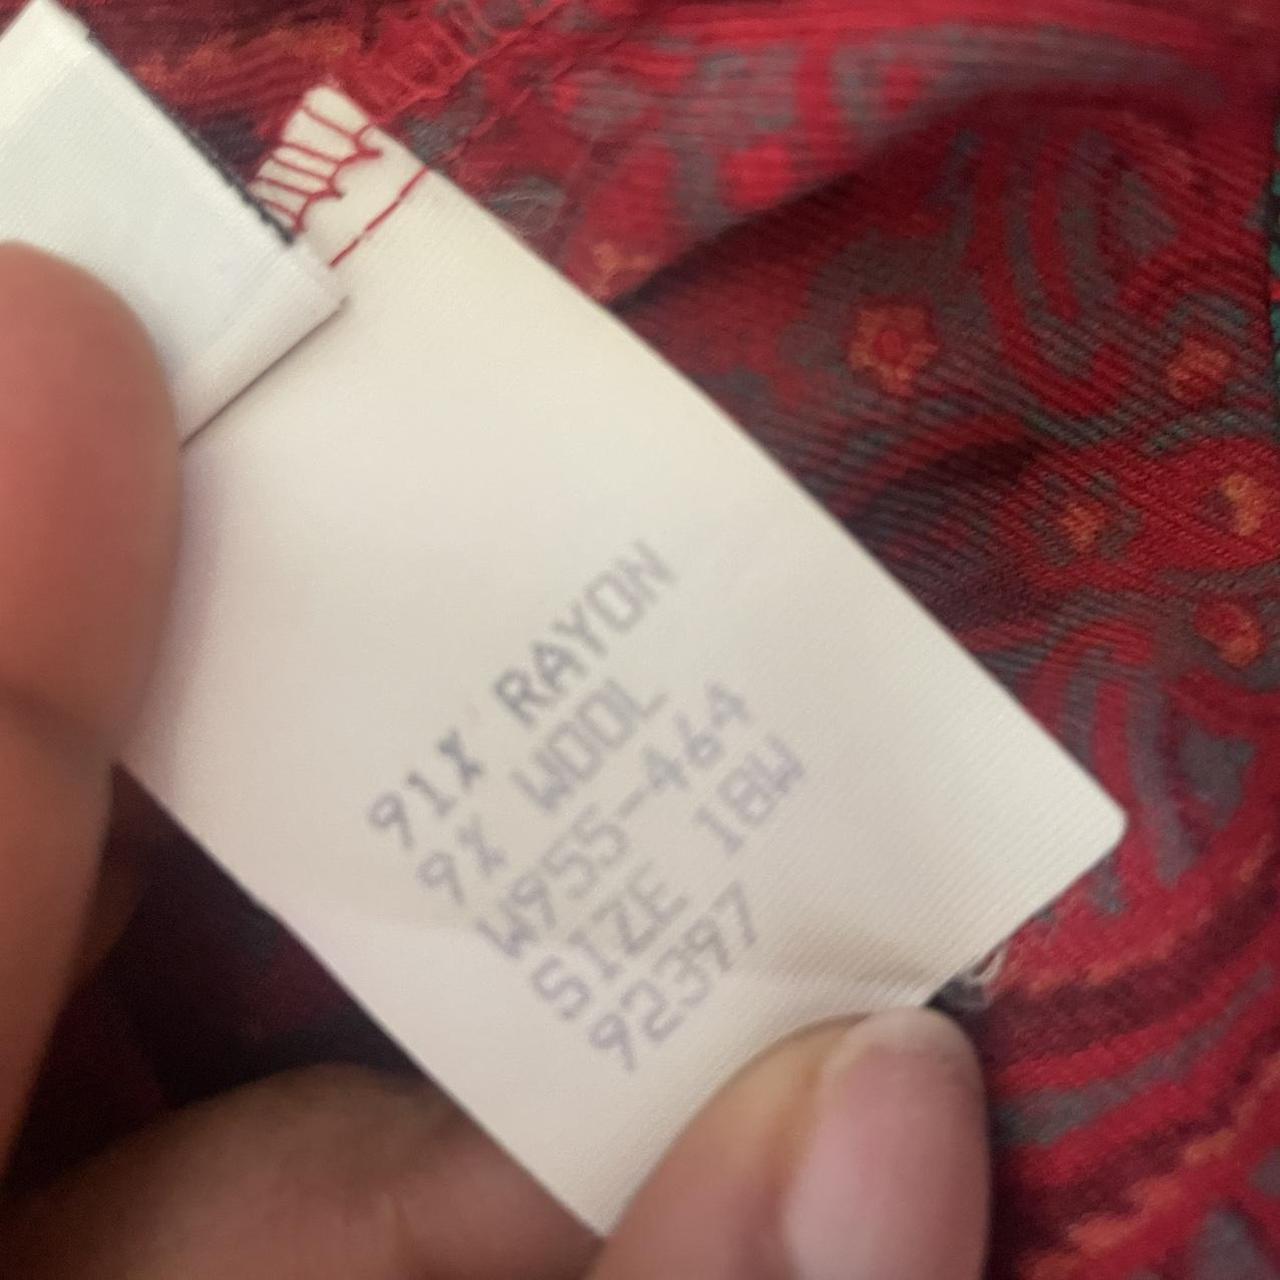 91% RAYON
9% WOOL
W955-464
SIZE 18W
92397